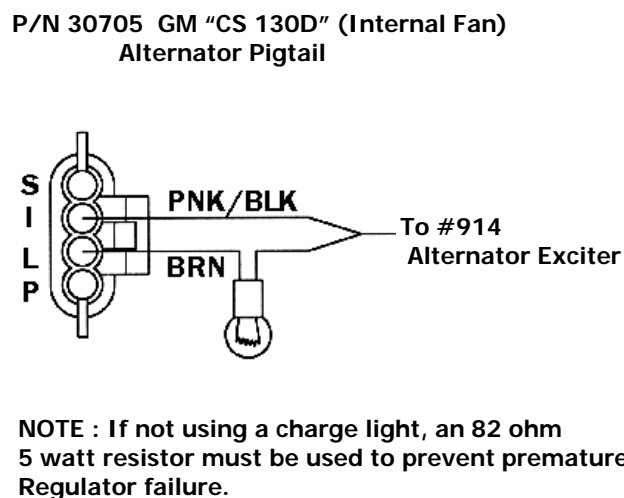 P/N 30705 GM “CS 130D” (Internal Fan)
Alternator Pigtail
S
I
L
P
PNK/BLK
BRN
To #914
Alternator Exciter
NOTE : If not using a charge light, an 82 ohm
5 watt resistor must be used to prevent premature
Regulator failure.